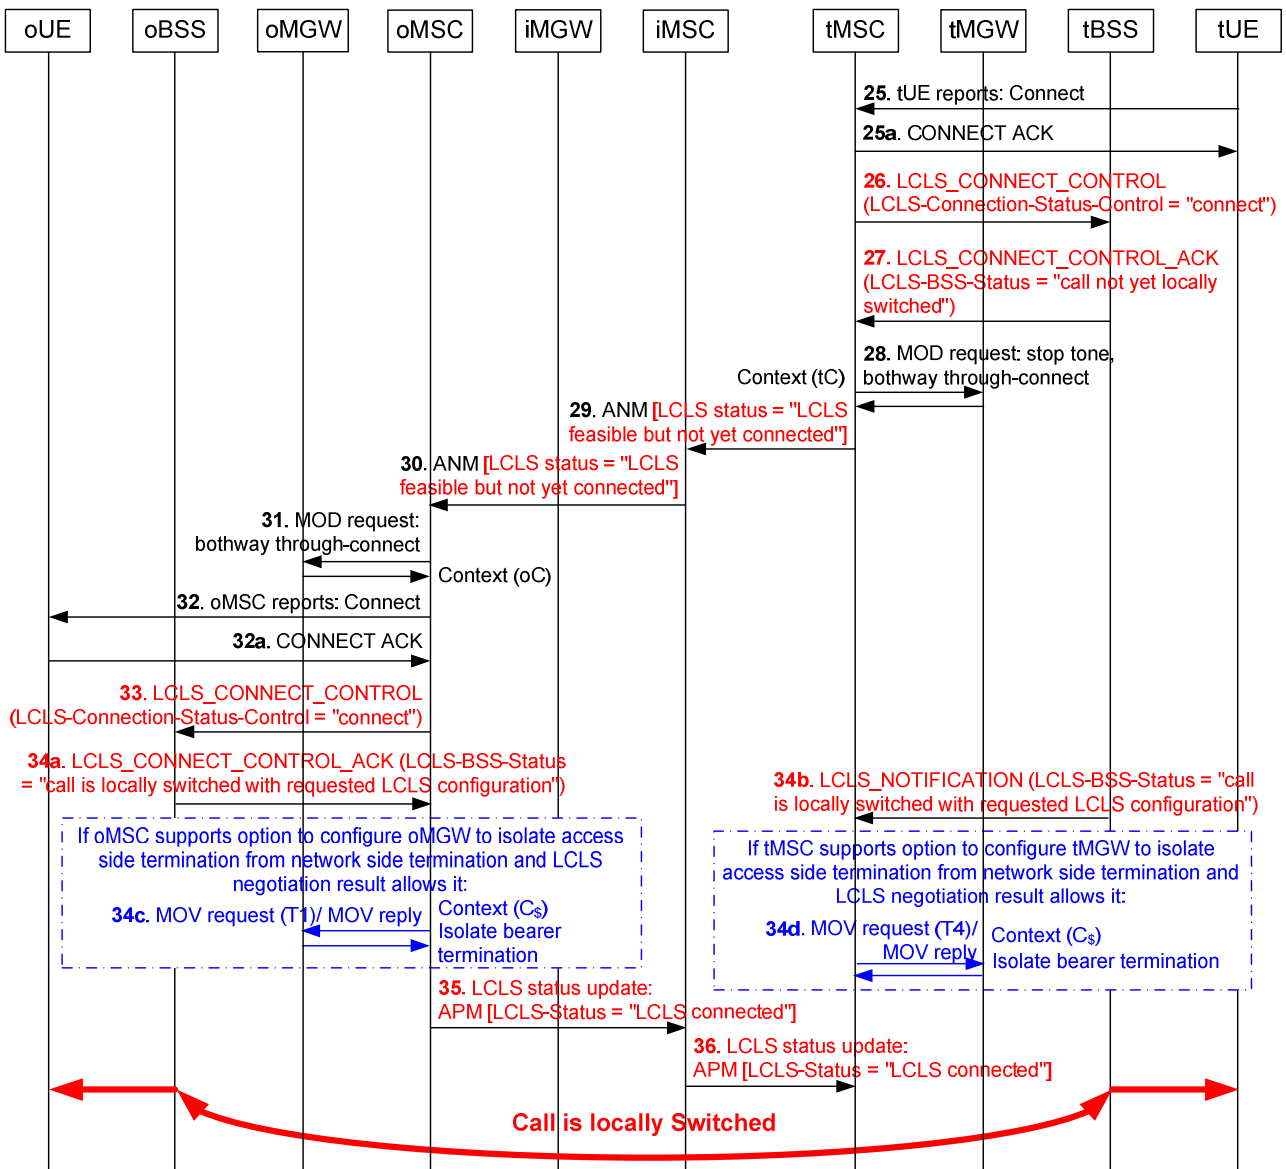 oUE oBSS oMGW oMSC iMGW iMSC tMSC tMGW tBSS tUE
25. tUE reports: Connect
25a. CONNECT ACK
26. LCLS_CONNECT_CONTROL
(LCLS-Connection-Status-Control = "connect")
27. LCLS_CONNECT_CONTROL_ACK
(LCLS-BSS-Status = "call not yet locally
switched")
28. MOD request: stop tone,
bothway through-connect
Context (tC)
29. ANM [LCLS status = "LCLS
feasible but not yet connected"]
30. ANM [LCLS status = "LCLS
feasible but not yet connected"]
31. MOD request:
bothway through-connect
Context (oC)
32. oMSC reports: Connect
32a. CONNECT ACK
33. LCLS_CONNECT_CONTROL
(LCLS-Connection-Status-Control = "connect")
34a. LCLS_CONNECT_CONTROL_ACK (LCLS-BSS-Status
= "call is locally switched with requested LCLS configuration")
34b. LCLS_NOTIFICATION (LCLS-BSS-Status = "call
is locally switched with requested LCLS configuration")
If oMSC supports option to configure oMGW to isolate access
side termination from network side termination and LCLS
negotiation result allows it:
34c. MOV request (T1)/ MOV reply
Context (C$)
Isolate bearer
termination
If tMSC supports option to configure tMGW to isolate
access side termination from network side termination and
LCLS negotiation result allows it:
34d. MOV request (T4)/
MOV reply
Context (C$)
Isolate bearer termination
35. LCLS status update:
APM [LCLS-Status = "LCLS connected"]
36. LCLS status update:
APM [LCLS-Status = "LCLS connected"]
Call is locally Switched